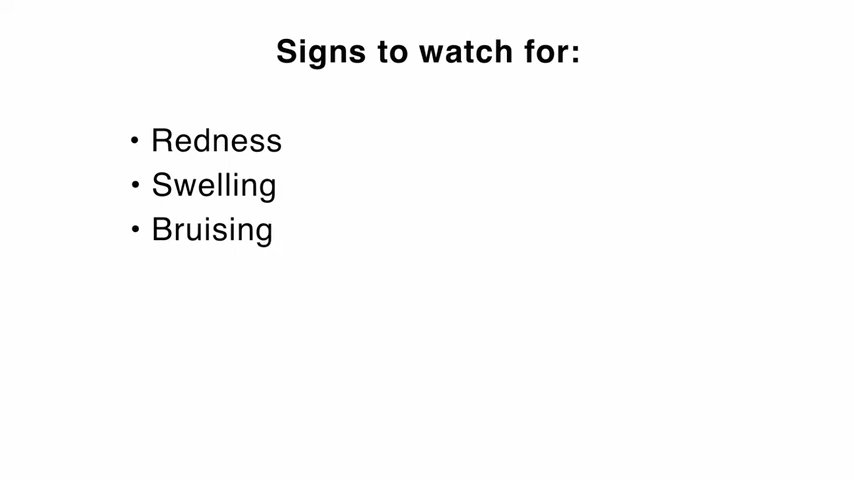 Signs to watch for:
• Redness
• Swelling
• Bruising